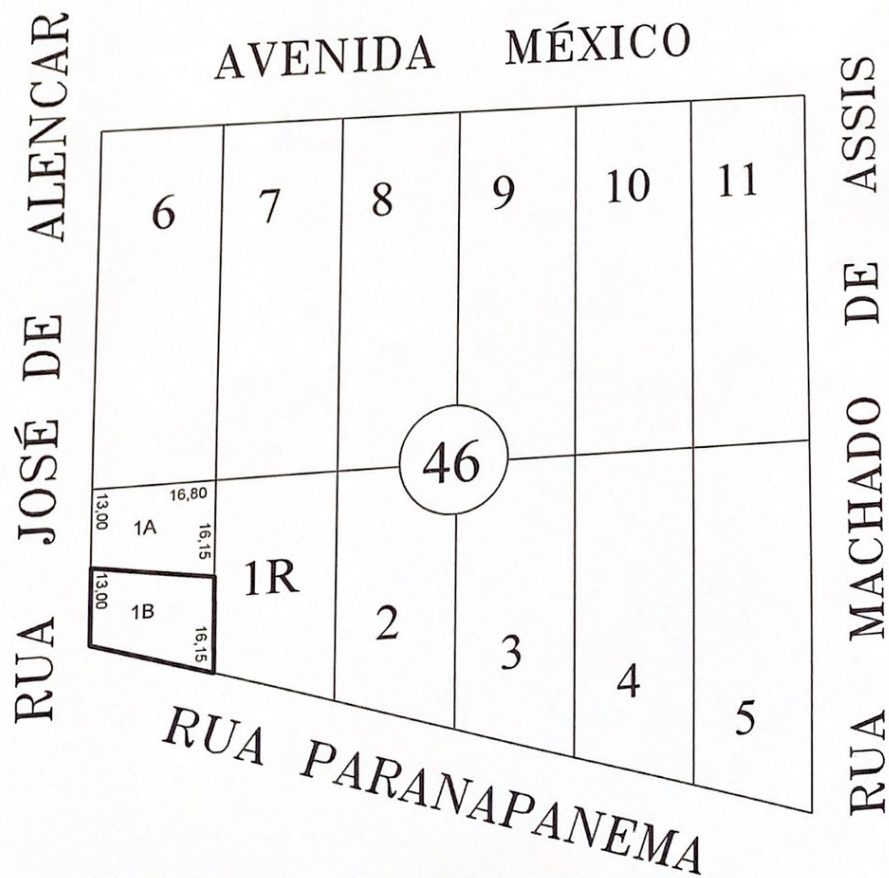 AVENIDA MÉXICO
RUA JOSÉ DE ALENCAR
RUA MACHADO DE ASSIS
6
7
8
9
10
11
46
16,80
13,00
1A
16,15
13,00
1B
16,15
1R
2
3
4
5
RUA PARANAPANEMA